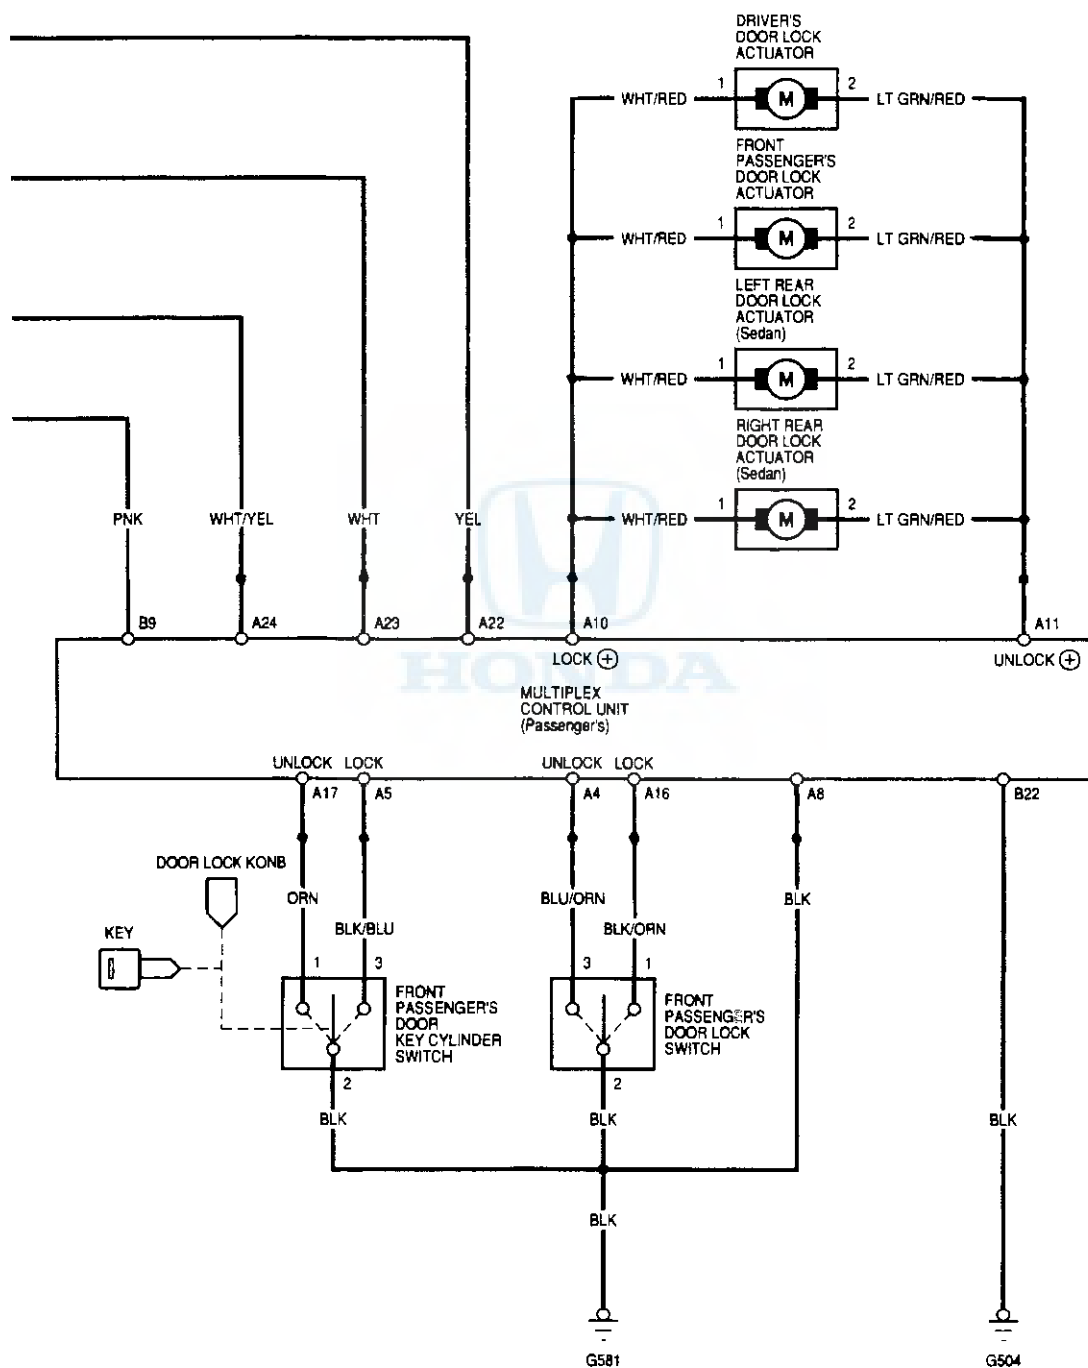 DRIVER'S
DOOR LOCK
ACTUATOR
1
2
WHT/RED
M
LT GRN/RED
FRONT
PASSENGER'S
DOOR LOCK
ACTUATOR
1
2
WHT/RED
M
LT GRN/RED
LEFT REAR
DOOR LOCK
ACTUATOR
(Sedan)
1
2
WHT/RED
M
LT GRN/RED
RIGHT REAR
DOOR LOCK
ACTUATOR
(Sedan)
1
2
PNK
WHT/YEL
WHT
YEL
WHT/RED
M
LT GRN/RED
B9
A24
A23
A22
A10
A11
LOCK +
UNLOCK +
HONDA
MULTIPLEX
CONTROL UNIT
(Passenger's)
UNLOCK LOCK
UNLOCK LOCK
A17
A5
A4
A16
A8
B22
DOOR LOCK KONB
ORN
BLK/BLU
BLU/ORN
BLK/ORN
BLK
KEY
1
3
3
1
FRONT
PASSENGER'S
DOOR
KEY CYLINDER
SWITCH
FRONT
PASSENGER'S
DOOR LOCK
SWITCH
2
2
BLK
BLK
BLK
BLK
G581
G504